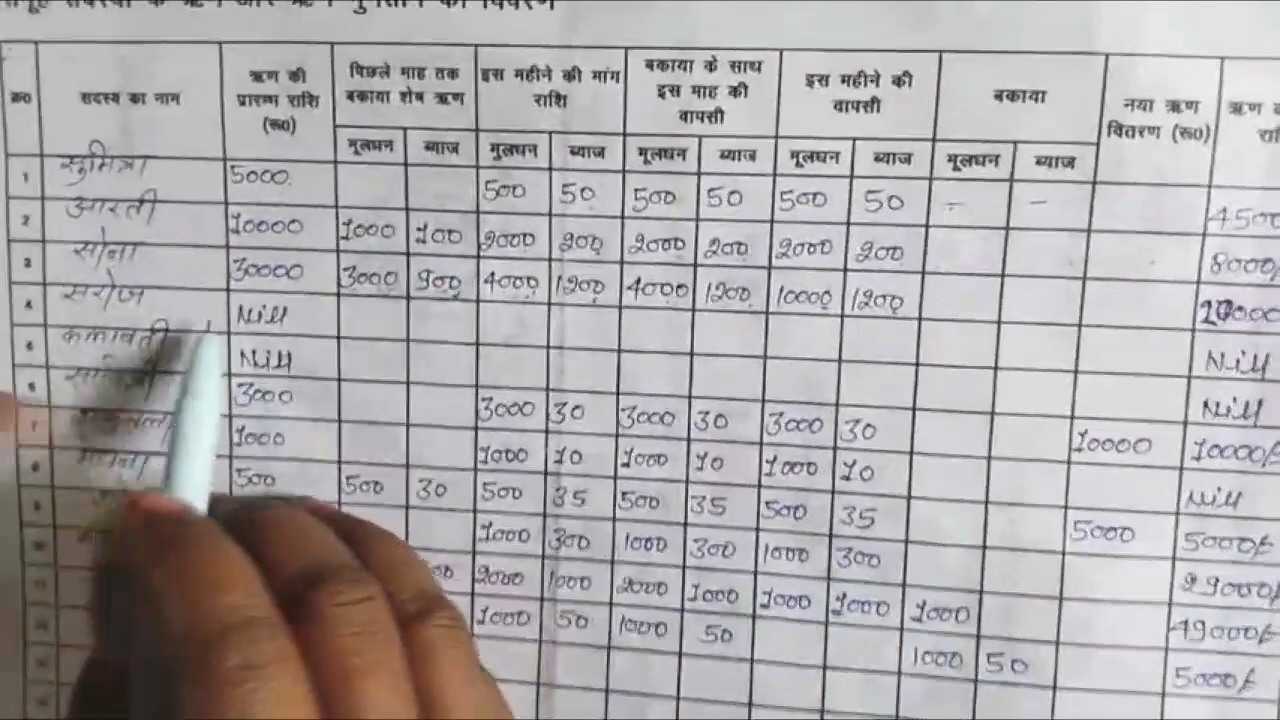 क्र0 सदस्य का नाम ऋण की प्रारम्भ राशि (रू0) पिछले माह तक बकाया शेष ऋण इस महीने की मांग राशि बकाया के साथ इस माह की वापसी इस महीने की वापसी बकाया नया ऋण वितरण (रू0) ऋण
मूलधन ब्याज मूलधन ब्याज मूलधन ब्याज मूलधन ब्याज मूलधन ब्याज
1 सुमित्रा 5000 500 50 500 50 500 50 - - 4500
2 आरती 10000 1000 100 2000 200 2000 200 2000 200 8000/
3 सोना 30000 3000 900 4000 1200 4000 1200 10000 1200
4 सरोज Nill Nill
5 कलावती Nill Nill
3000 3000 30 3000 30 3000 30 10000 10000/-
1000 1000 10 1000 10 1000 10 Nill
500 500 30 500 35 500 35 500 35 5000 5000/-
1000 300 1000 300 1000 300 29000/-
2000 1000 2000 1000 1000 1000 1000 49000/-
1000 50 1000 50 1000 50 5000/-